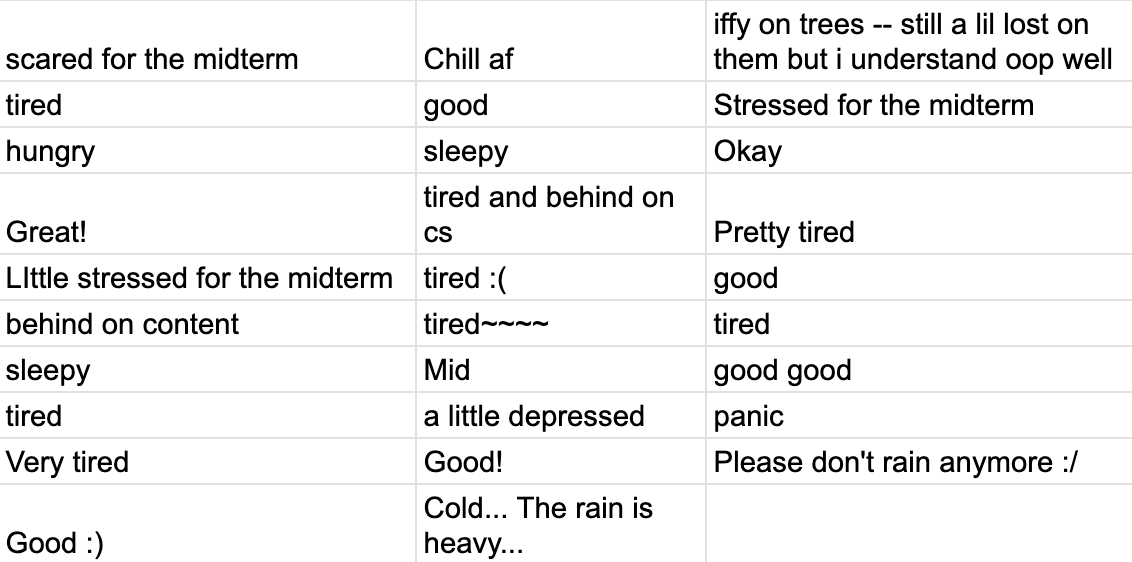 scared for the midterm
Chill af
iffy on trees -- still a lil lost on
them but i understand oop well
tired
good
Stressed for the midterm
hungry
sleepy
Okay
Great!
tired and behind on
cs
Pretty tired
LIttle stressed for the midterm
tired :(
good
behind on content
tired~~~~
tired
sleepy
Mid
good good
tired
a little depressed
panic
Very tired
Good!
Please don't rain anymore :/
Good :)
Cold... The rain is
heavy...